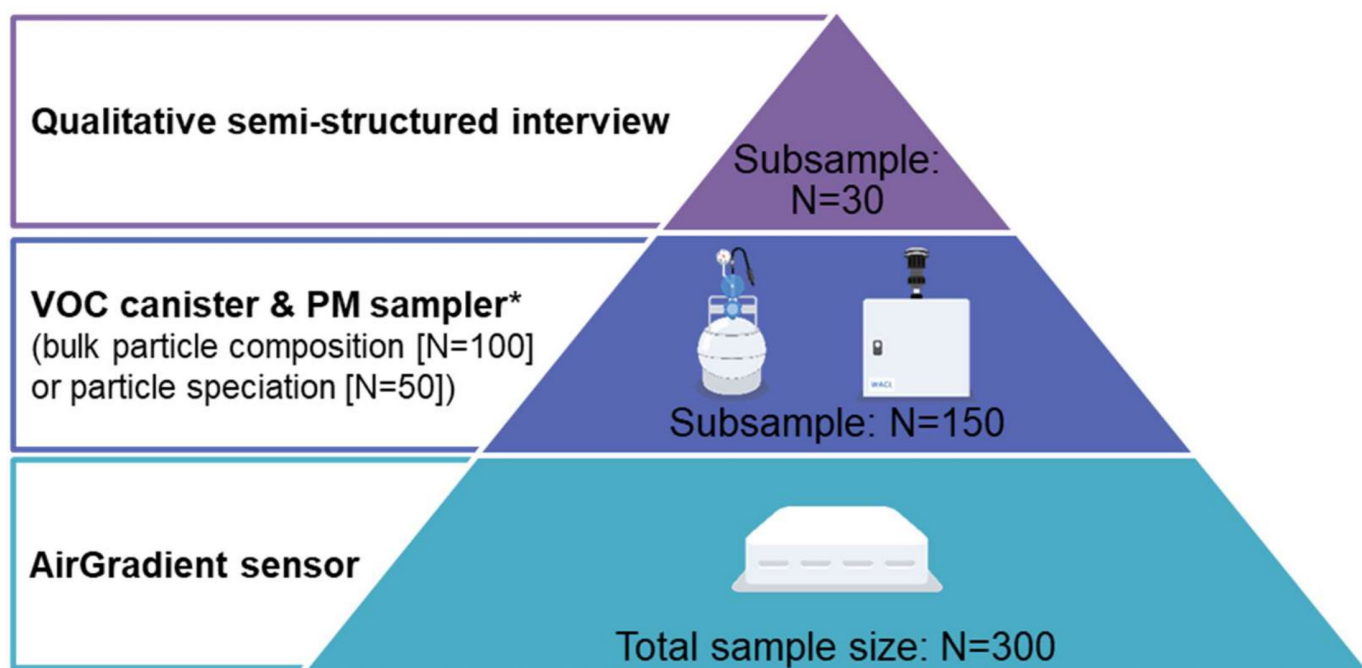 Qualitative semi-structured interview
Subsample:
N=30
VOC canister & PM sampler*
(bulk particle composition [N=100]
or particle speciation [N=50])
WACL
Subsample: N=150
AirGradient sensor
Total sample size: N=300